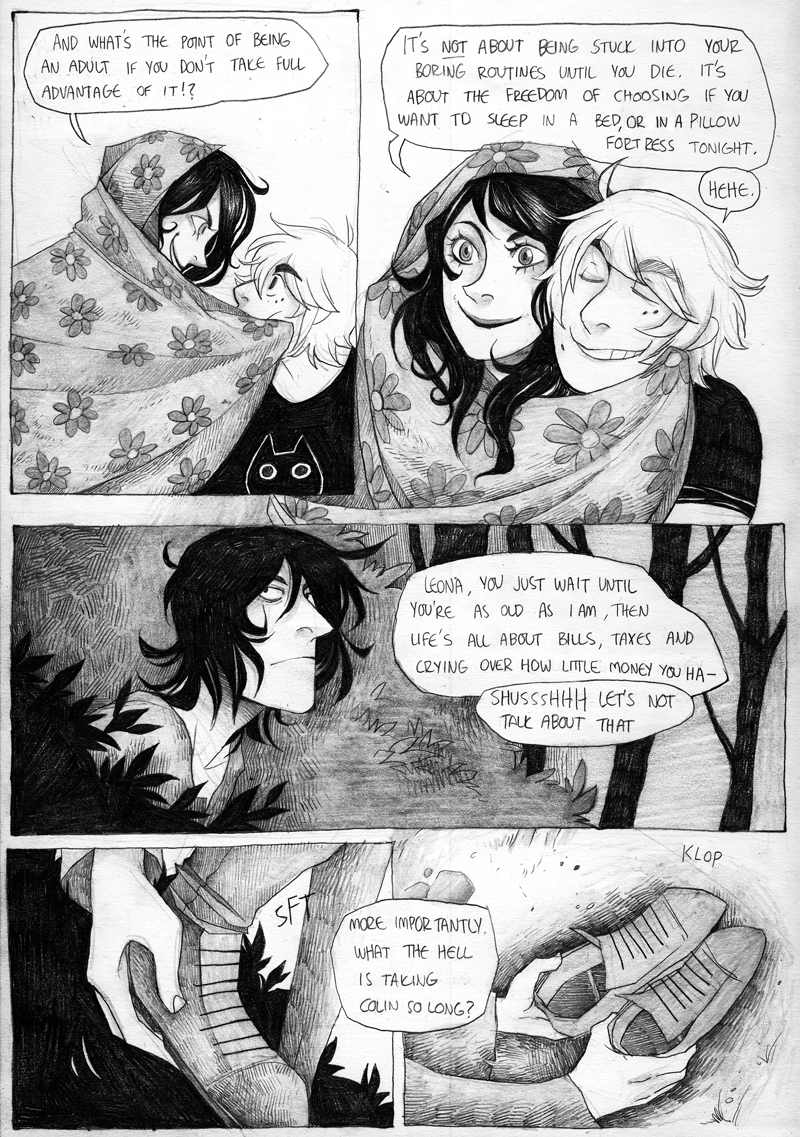 AND WHAT'S THE POINT OF BEING
AN ADULT IF YOU DON'T TAKE FULL
ADVANTAGE OF IT!?
IT'S NOT ABOUT BEING STUCK INTO YOUR
BORING ROUTINES UNTIL YOU DIE. IT'S
ABOUT THE FREEDOM OF CHOOSING IF YOU
WANT TO SLEEP IN A BED, OR IN A PILLOW
FORTRESS TONIGHT.
HEHE.
LEONA, YOU JUST WAIT UNTIL
YOU'RE AS OLD AS I AM, THEN
LIFE'S ALL ABOUT BILLS, TAXES AND
CRYING OVER HOW LITTLE MONEY YOU HA-
SHUSSSHHH LET'S NOT
TALK ABOUT THAT
SFT
MORE IMPORTANTLY.
WHAT THE HELL
IS TAKING
COLIN SO LONG?
KLOP